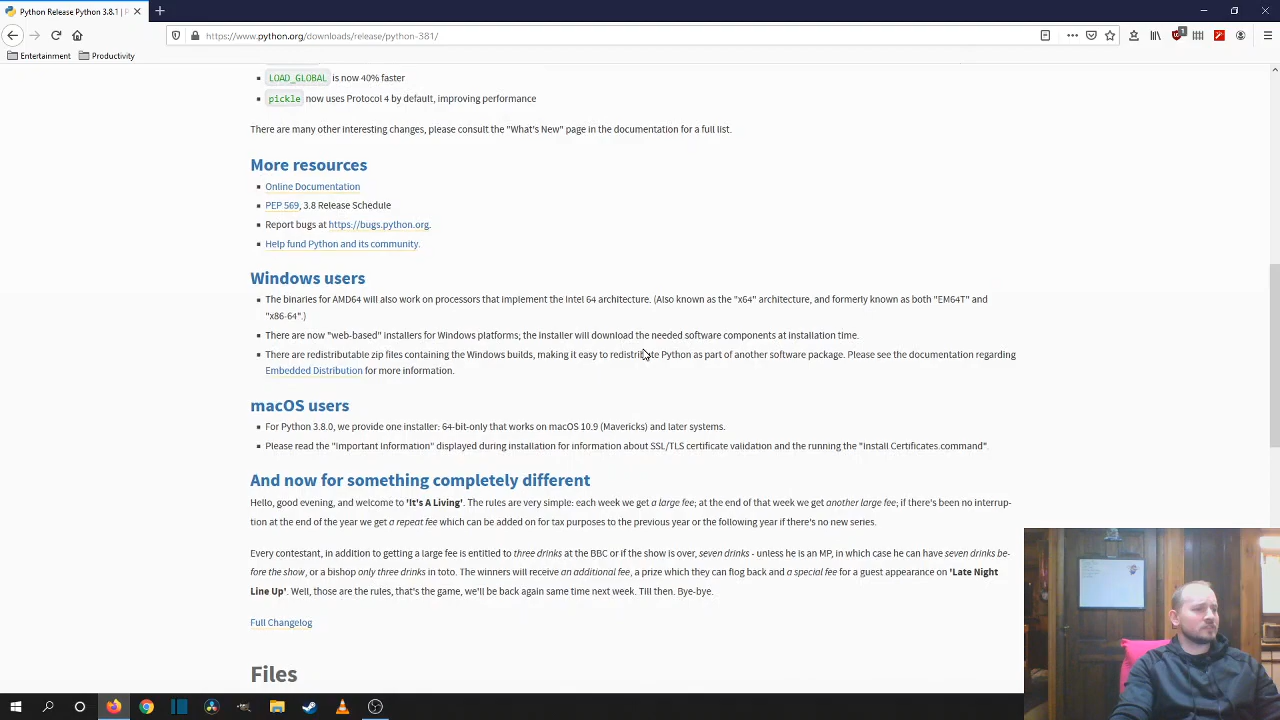 Python Release Python 3.8.1 | P
https://www.python.org/downloads/release/python-381/
1
Entertainment
Productivity
LOAD_GLOBAL is now 40% faster
pickle now uses Protocol 4 by default, improving performance
There are many other interesting changes, please consult the "What's New" page in the documentation for a full list.
More resources
Online Documentation
PEP 569, 3.8 Release Schedule
Report bugs at https://bugs.python.org.
Help fund Python and its community.
Windows users
The binaries for AMD64 will also work on processors that implement the Intel 64 architecture. (Also known as the "x64" architecture, and formerly known as both "EM64T" and
"x86-64".)
There are now "web-based" installers for Windows platforms; the installer will download the needed software components at installation time.
There are redistributable zip files containing the Windows builds, making it easy to redistribute Python as part of another software package. Please see the documentation regarding
Embedded Distribution for more information.
macOS users
For Python 3.8.0, we provide one installer: 64-bit-only that works on macOS 10.9 (Mavericks) and later systems.
Please read the "Important Information" displayed during installation for information about SSL/TLS certificate validation and the running the "Install Certificates.command".
And now for something completely different
Hello, good evening, and welcome to 'It's A Living'. The rules are very simple: each week we get a large fee; at the end of that week we get another large fee; if there's been no interrup-
tion at the end of the year we get a repeat fee which can be added on for tax purposes to the previous year or the following year if there's no new series.
Every contestant, in addition to getting a large fee is entitled to three drinks at the BBC or if the show is over, seven drinks - unless he is an MP, in which case he can have seven drinks be-
fore the show, or a bishop only three drinks in toto. The winners will receive an additional fee, a prize which they can flog back and a special fee for a guest appearance on 'Late Night
Line Up'. Well, those are the rules, that's the game, we'll be back again same time next week. Till then. Bye-bye.
Full Changelog
Files